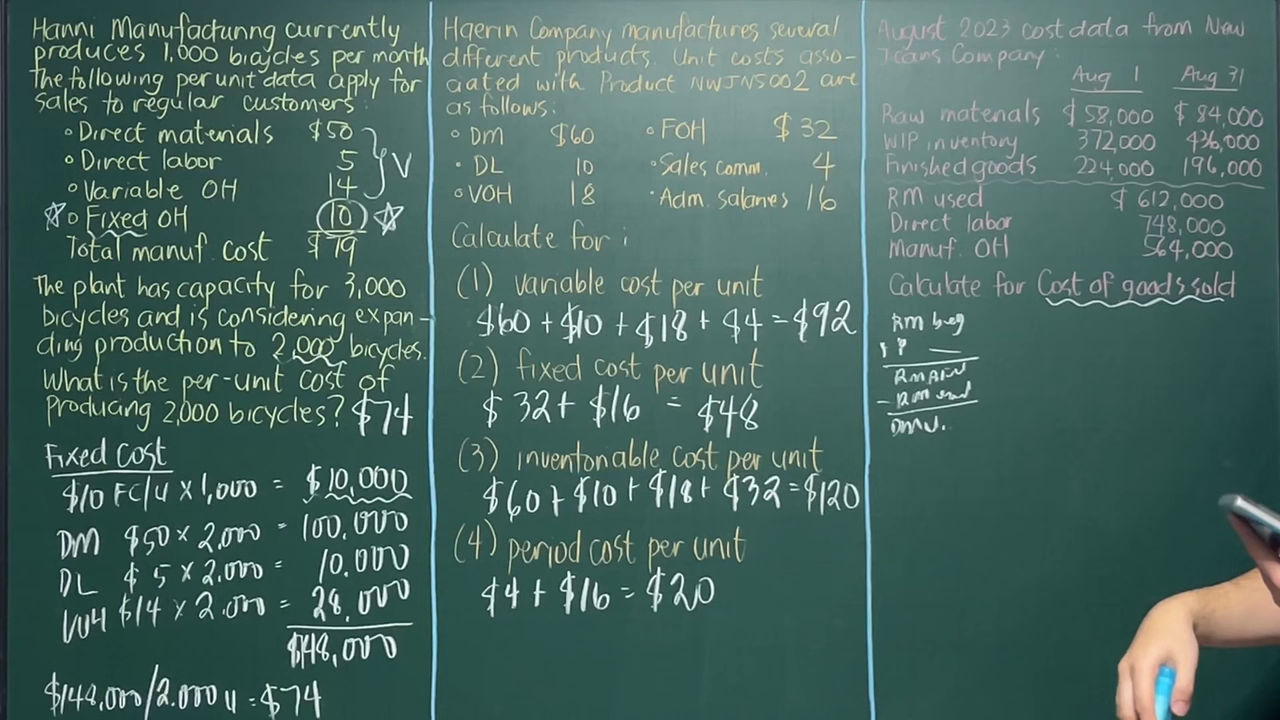 Hanni Manufacturing currently
produces 1,000 bicycles per month
The following per unit data apply for
sales to regular customers:
• Direct materials $50
• Direct labor 5
• Variable OH 14
V
• Fixed OH 10
Total manuf. cost $79
The plant has capacity for 3,000
bicycles and is considering expan-
ding production to 2,000 bicycles.
What is the per-unit cost of
producing 2,000 bicycles? $74
Fixed Cost
$10 FC/u × 1,000 = $10,000
DM $50 × 2,000 = 100,000
DL $5 × 2,000 = 10,000
VOH $14 × 2,000 = 28,000
$148,000
$148,000/2,000 u = $74
Haerin Company manufactures several
different products. Unit costs asso-
ciated with Product NWJNS002 are
as follows:
• DM $60 • FOH $32
• DL 10 • Sales comm. 4
• VOH 18 • Adm. salaries 16
Calculate for:
(1) variable cost per unit
$60 + $10 + $18 + $4 = $92
(2) fixed cost per unit
$32 + $16 = $48
(3) inventoriable cost per unit
$60 + $10 + $18 + $32 = $120
(4) period cost per unit
$4 + $16 = $20
August 2023 cost data from New
Jeans Company:
Aug 1 Aug 31
Raw materials $58,000 $84,000
WIP inventory 372,000 436,000
Finished goods 224,000 196,000
RM used $612,000
Direct labor 748,000
Manuf. OH 564,000
Calculate for Cost of goods sold
RM beg